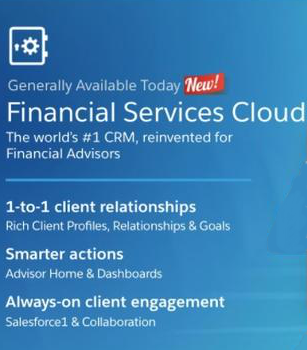 Generally Available Today New!
Financial Services Cloud
The world's #1 CRM, reinvented for
Financial Advisors
1-to-1 client relationships
Rich Client Profiles, Relationships & Goals
Smarter actions
Advisor Home & Dashboards
Always-on client engagement
Salesforce1 & Collaboration